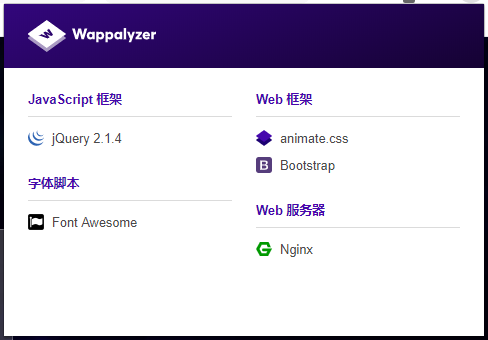 Wappalyzer
JavaScript 框架
jQuery 2.1.4
字体脚本
Font Awesome
Web 框架
animate.css
Bootstrap
Web 服务器
Nginx